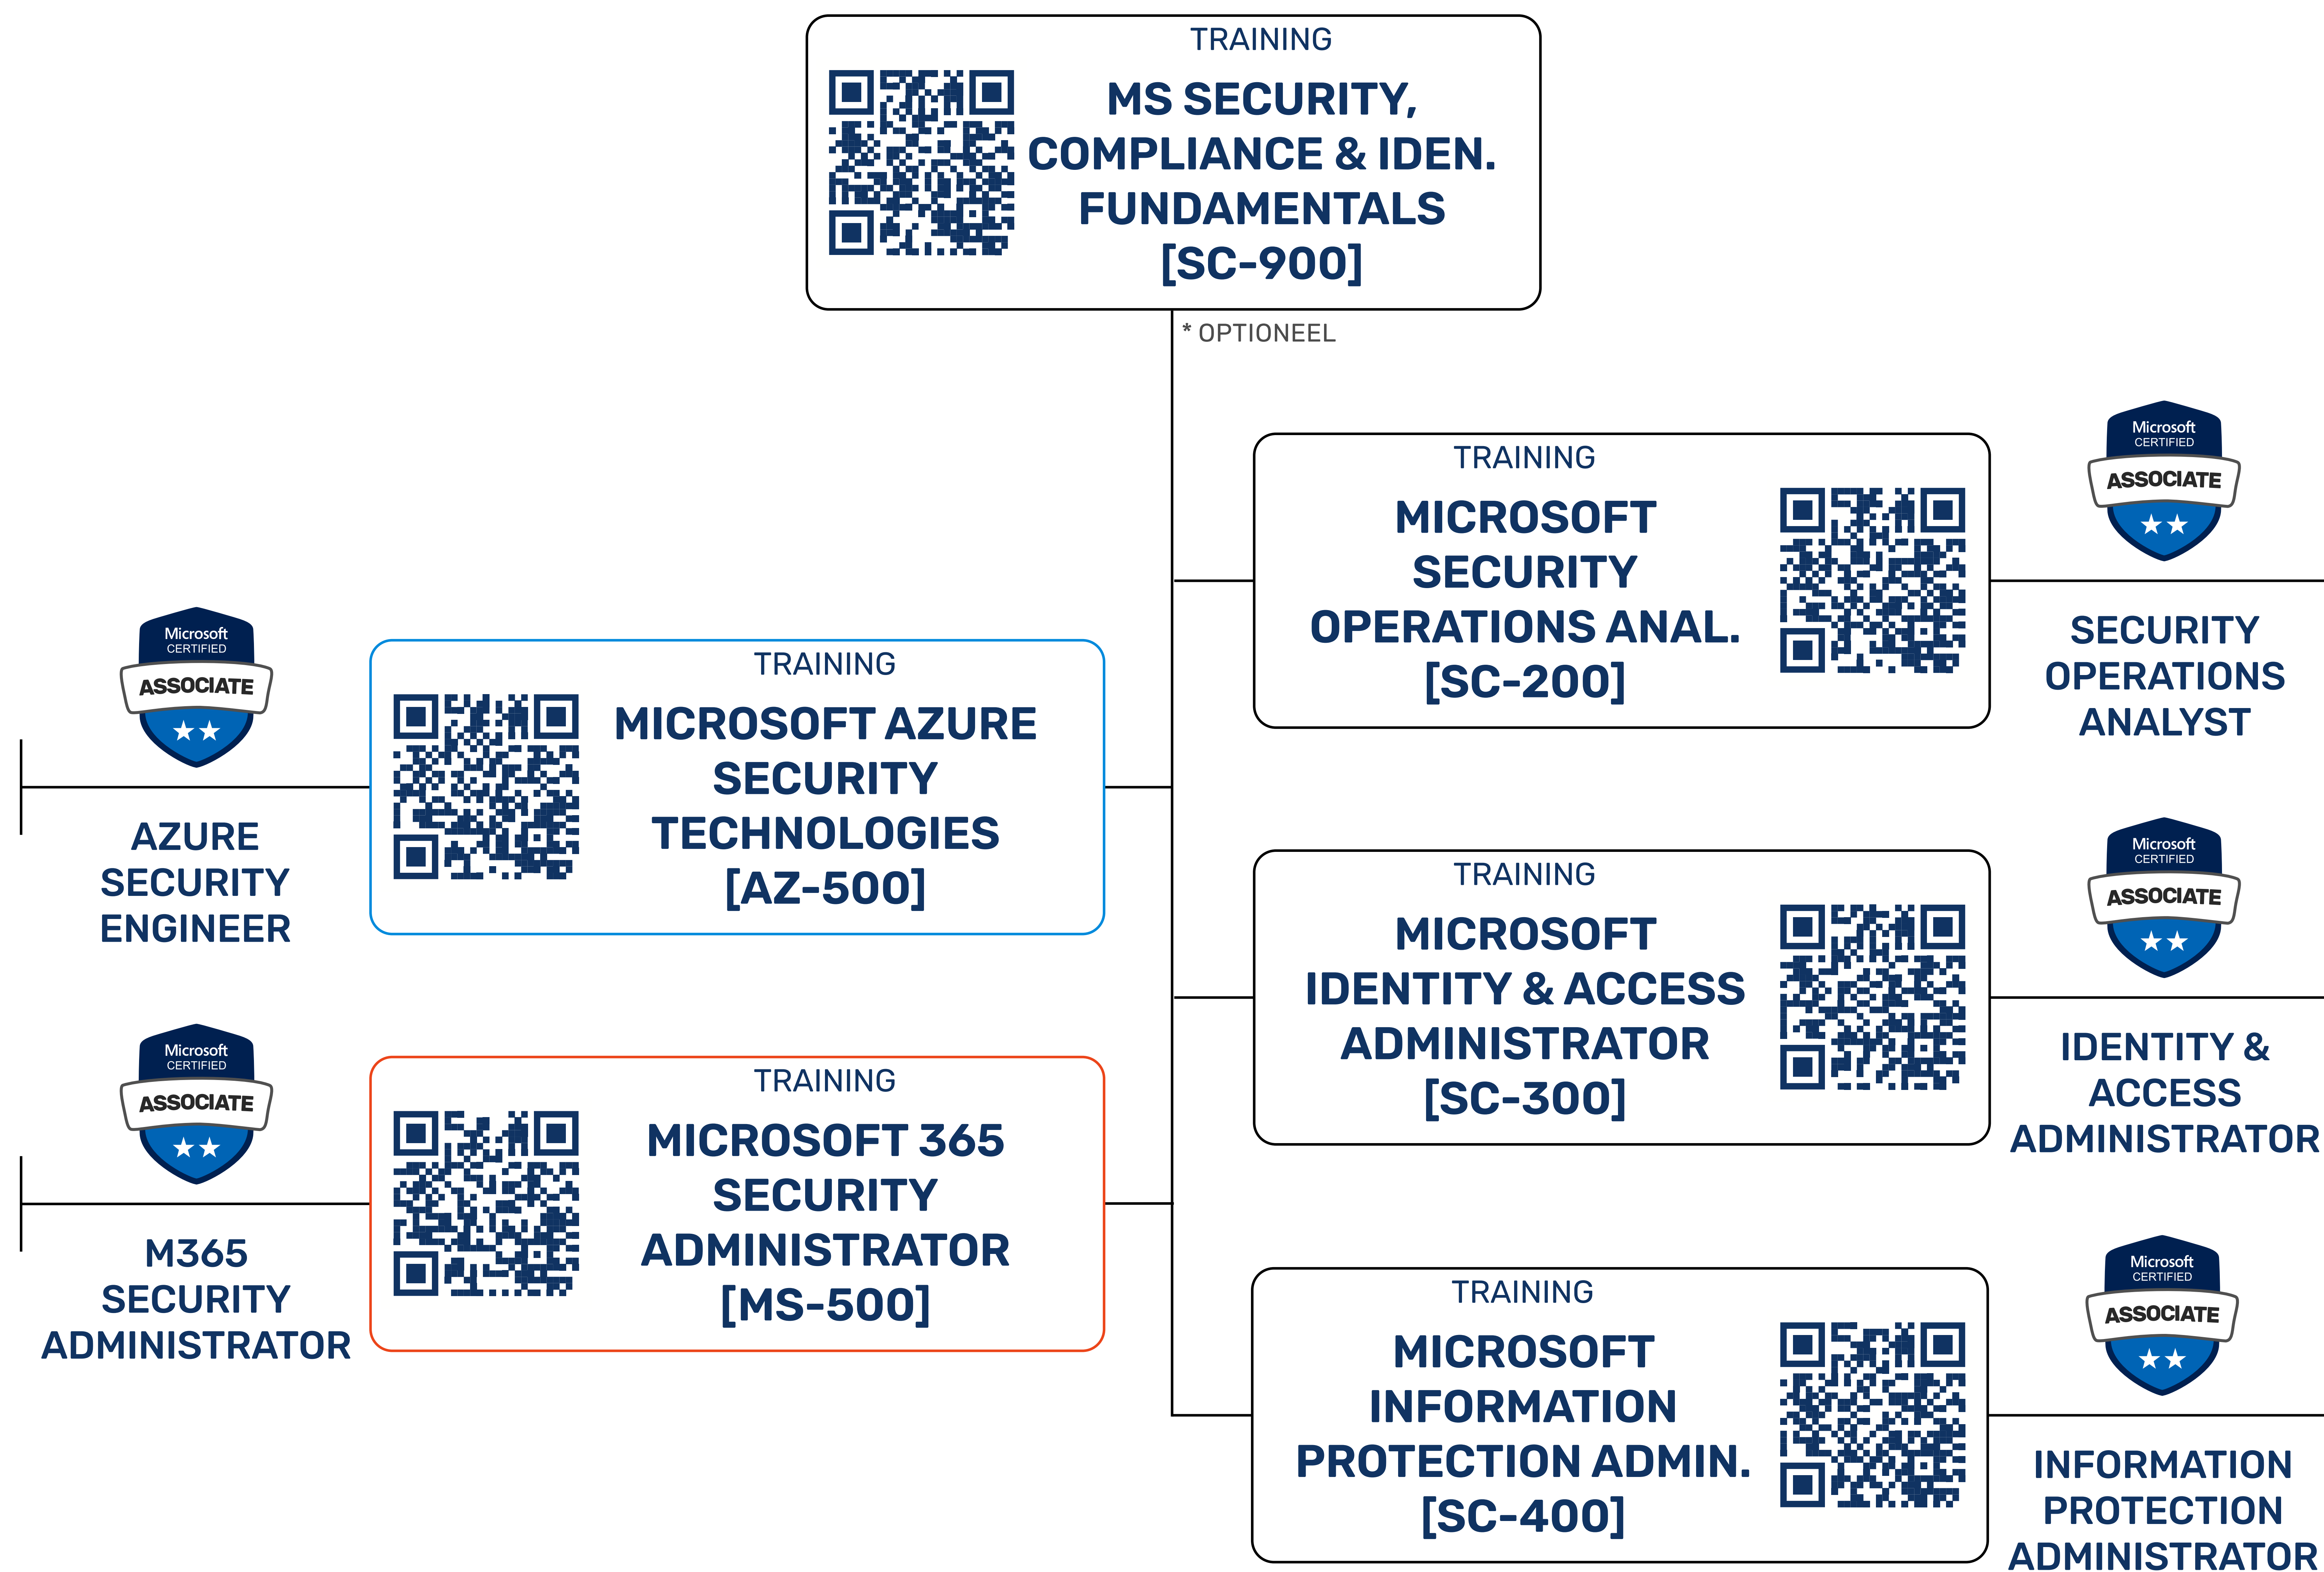 TRAINING
MS SECURITY,
COMPLIANCE & IDEN.
FUNDAMENTALS
[SC-900]
* OPTIONEEL
TRAINING
MICROSOFT
SECURITY
OPERATIONS ANAL.
[SC-200]
Microsoft
CERTIFIED
ASSOCIATE
SECURITY
OPERATIONS
ANALYST
Microsoft
CERTIFIED
ASSOCIATE
AZURE
SECURITY
ENGINEER
TRAINING
MICROSOFT AZURE
SECURITY
TECHNOLOGIES
[AZ-500]
TRAINING
MICROSOFT
IDENTITY & ACCESS
ADMINISTRATOR
[SC-300]
Microsoft
CERTIFIED
ASSOCIATE
IDENTITY &
ACCESS
ADMINISTRATOR
Microsoft
CERTIFIED
ASSOCIATE
M365
SECURITY
ADMINISTRATOR
TRAINING
MICROSOFT 365
SECURITY
ADMINISTRATOR
[MS-500]
TRAINING
MICROSOFT
INFORMATION
PROTECTION ADMIN.
[SC-400]
Microsoft
CERTIFIED
ASSOCIATE
INFORMATION
PROTECTION
ADMINISTRATOR